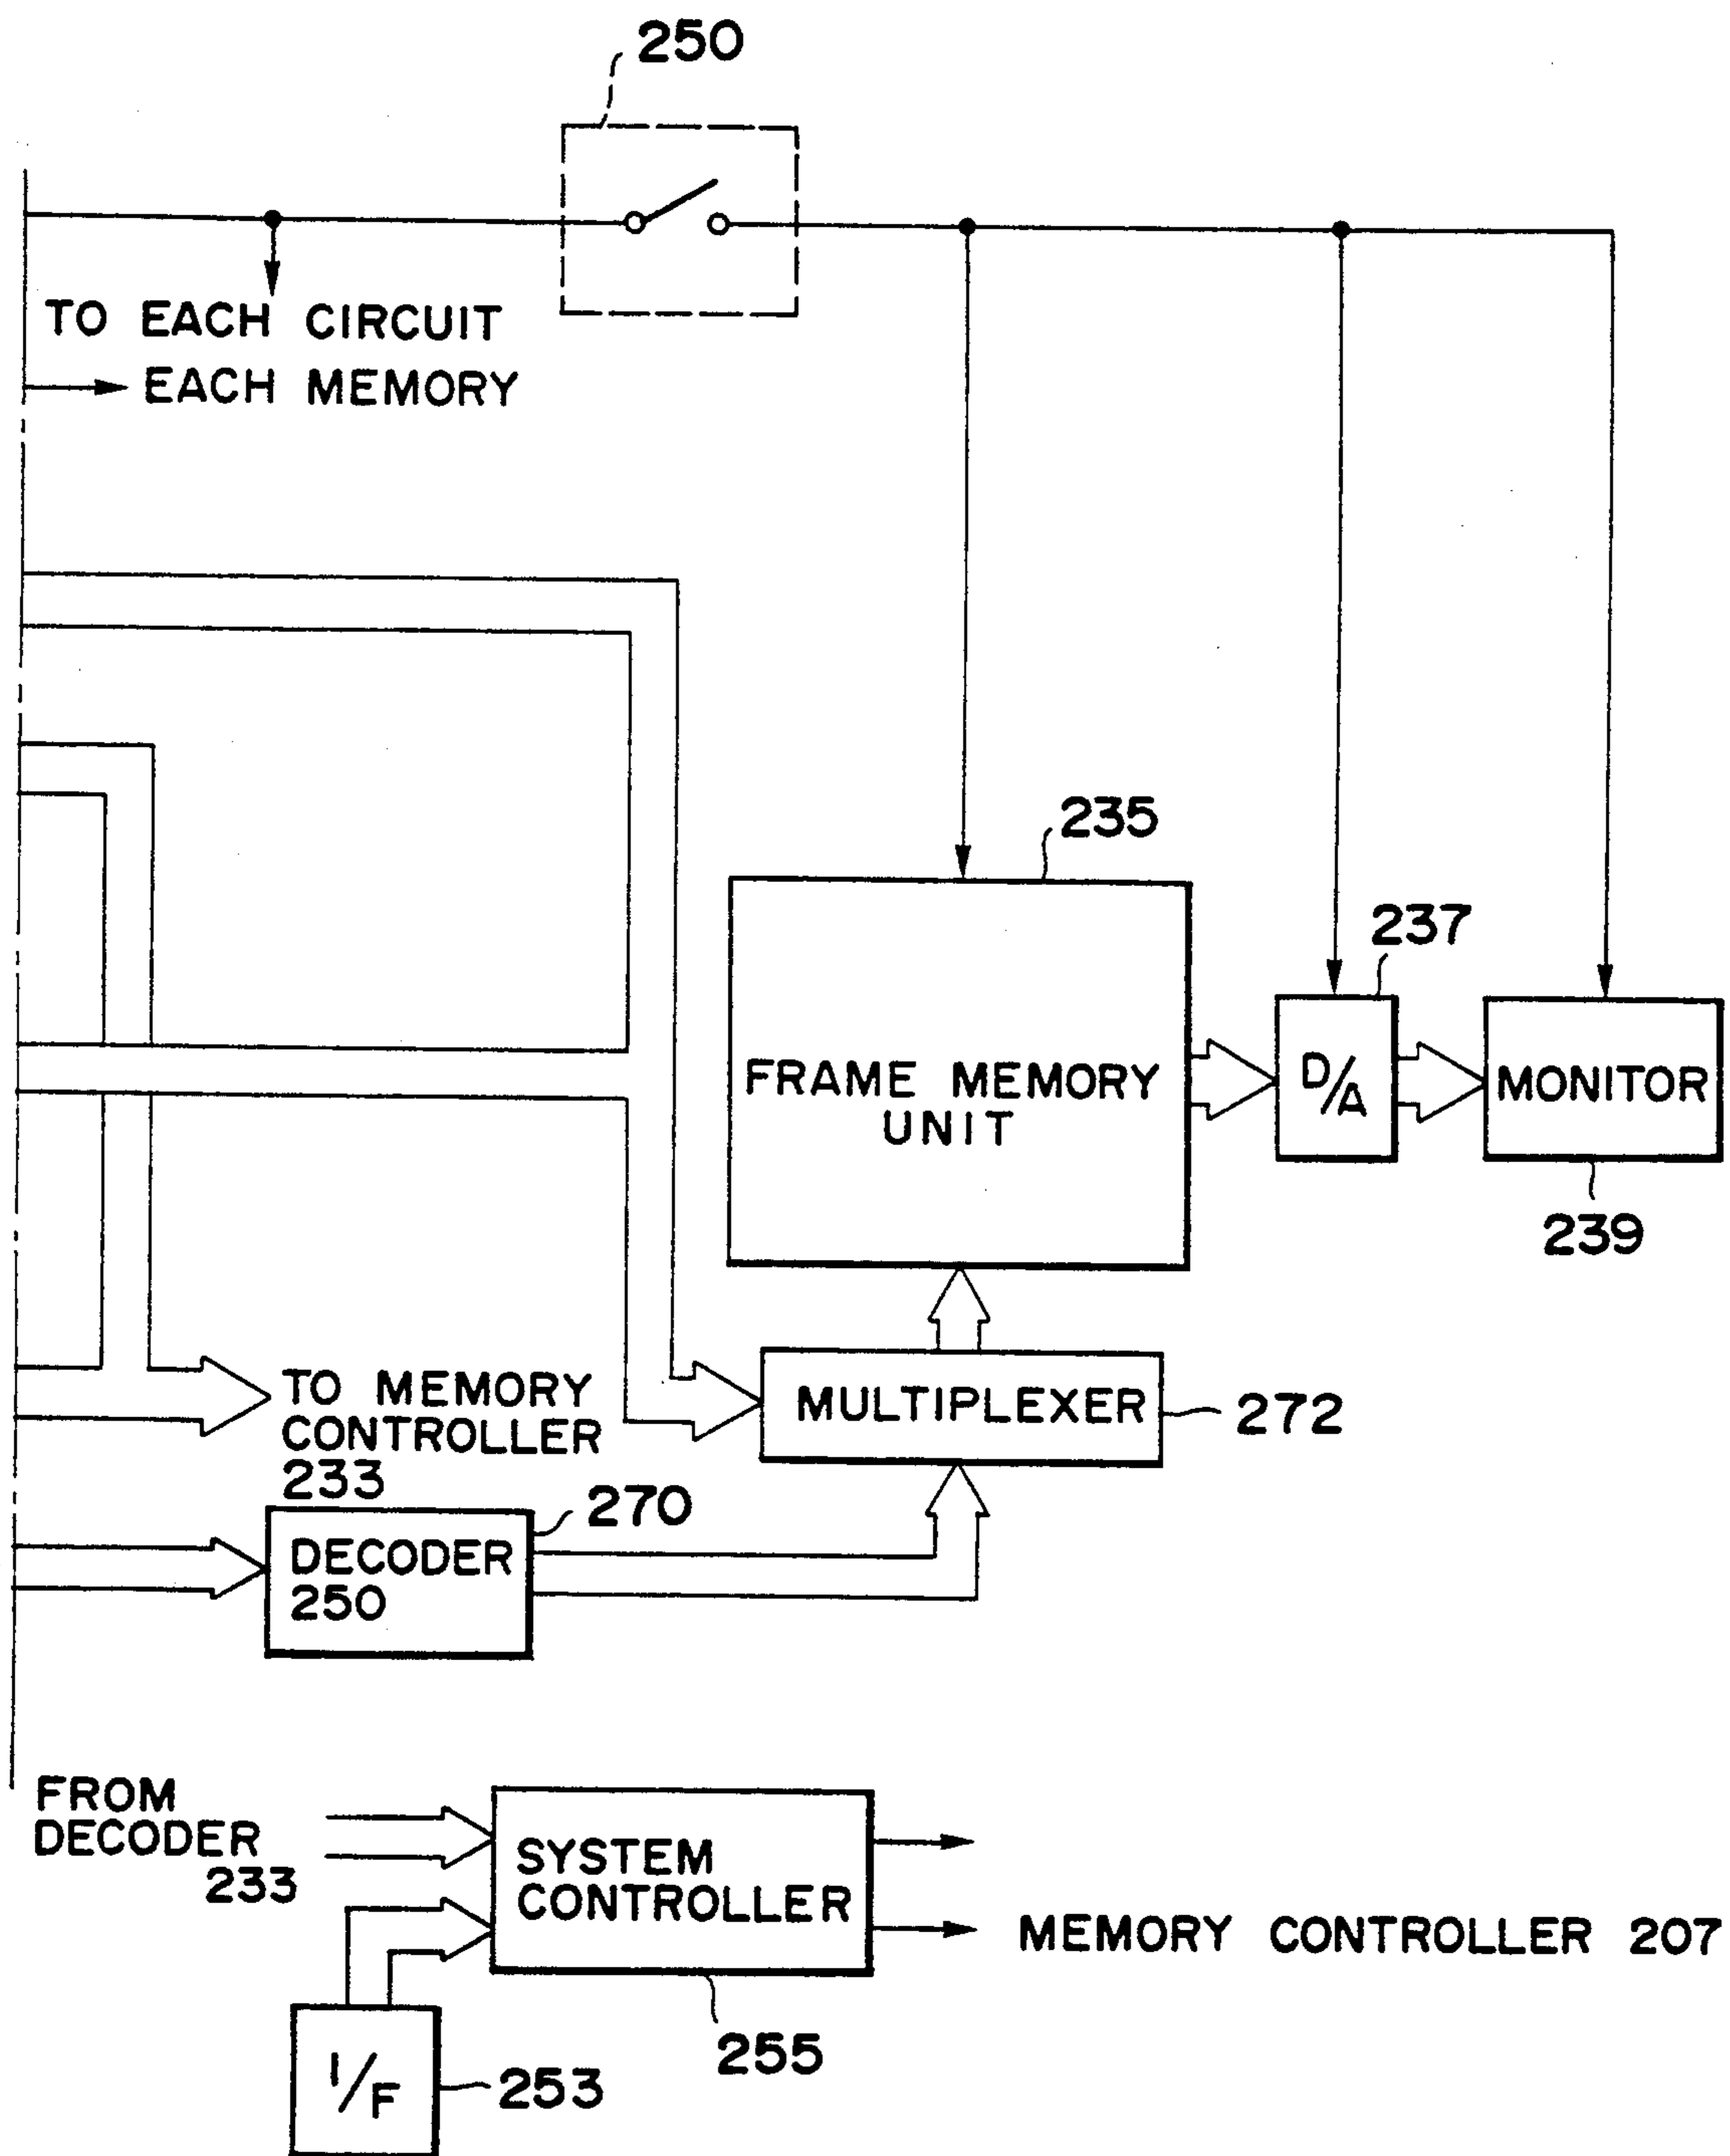 250
TO EACH CIRCUIT
EACH MEMORY
235
237
FRAME MEMORY
UNIT
D/A
MONITOR
239
TO MEMORY
CONTROLLER
233
MULTIPLEXER
272
270
DECODER
250
FROM
DECODER
233
SYSTEM
CONTROLLER
MEMORY CONTROLLER 207
255
I/F
253